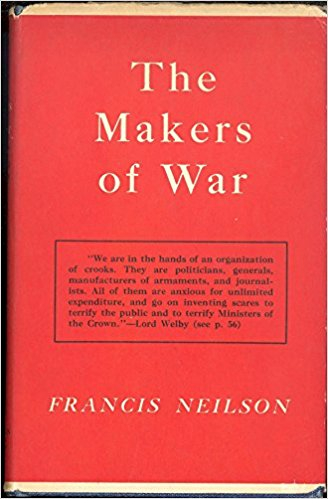 The
Makers
of War
"We are in the hands of an organization
of crooks. They are politicians, generals,
manufacturers of armaments, and journal-
ists. All of them are anxious for unlimited
expenditure, and go on inventing scares to
terrify the public and to terrify Ministers of
the Crown."—Lord Welby (see p. 56)
FRANCIS NEILSON